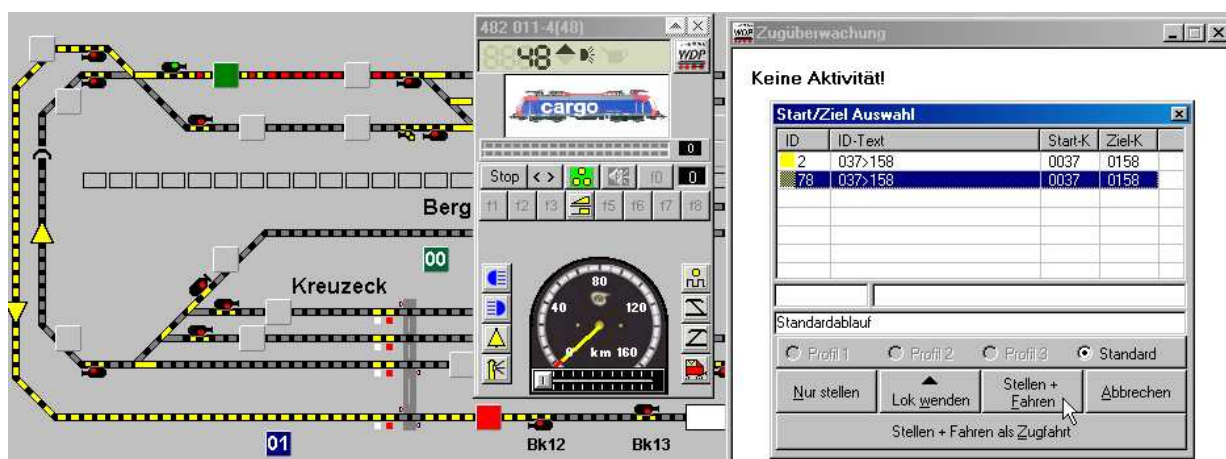 482 011-4(48)
48
WDP
cargo
0
Stop < > f0 0
f1 f2 f3 f5 f6 f7 f8
40 80 120
0 km 160
Berg
00
Kreuzeck
01
Bk12 Bk13
WDP Zugüberwachung
Keine Aktivität!
Start/Ziel Auswahl
ID ID-Text Start-K Ziel-K
2 037>158 0037 0158
78 037>158 0037 0158
Standardablauf
Profil 1 Profil 2 Profil 3 Standard
Nur stellen Lok wenden Stellen + Fahren Abbrechen
Stellen + Fahren als Zugfahrt